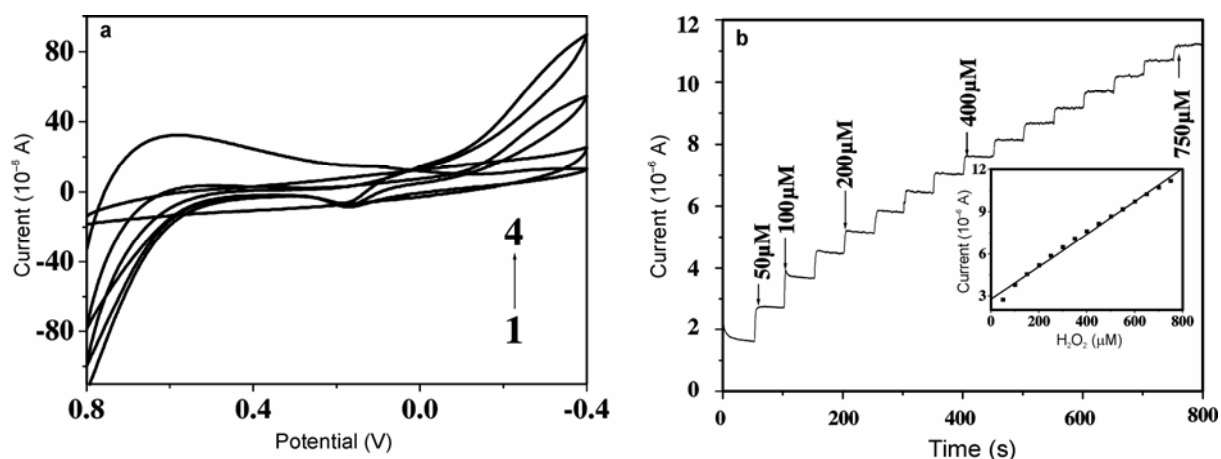 a
80
40
0
-40
-80
Current (10⁻⁶ A)
4
1
0.8
0.4
0.0
-0.4
Potential (V)
b
12
10
8
6
4
2
0
Current (10⁻⁶ A)
50μM
100μM
200μM
400μM
750μM
12
9
6
3
Current (10⁻⁶ A)
0
200
400
600
800
H₂O₂ (μM)
0
200
400
600
800
Time (s)